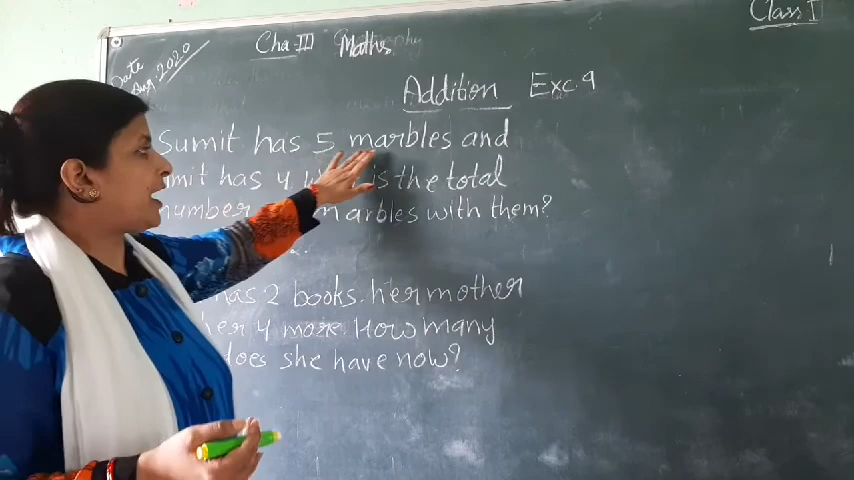 Class I
Cha III Maths
Date
Aug. 2020
Addition Exc. 9
Sumit has 5 marbles and
mit has 4. is the total
number marbles with them?
has 2 books. her mother
her 4 more. How many
does she have now?